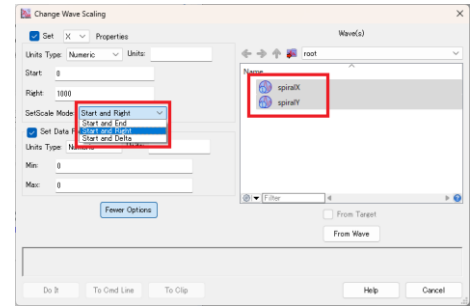 Change Wave Scaling
Set X Properties
Wave(s)
Units Type: Numeric Units:
root
Start: 0
Name
Right: 1000
spiralX
spiralY
SetScale Mode: Start and Right
Start and End
Start and Right
Start and Delta
Set Data
Units Type:
Min: 0
Max: 0
Fewer Options
Filter
From Target
From Wave
Do It To Cmd Line To Clip Help Cancel